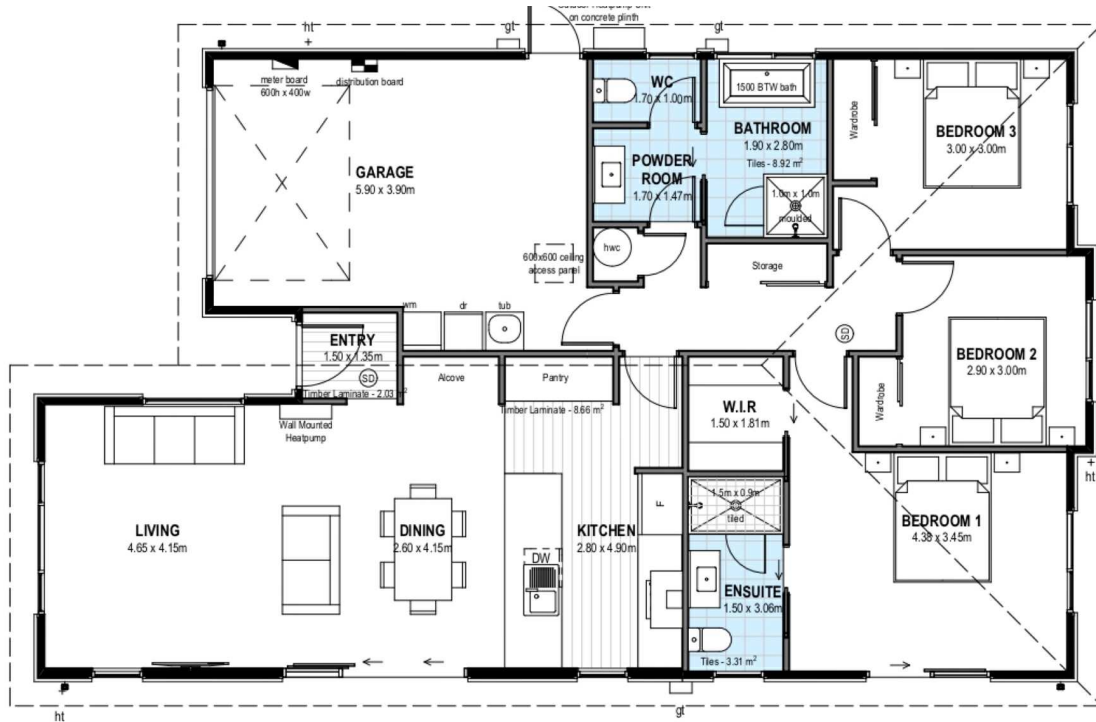 on concrete plinth
ht
gt
gt
meter board
600h x 400w
distribution board
WC
1.70 x 1.00m
1500 BTW bath
BATHROOM
1.90 x 2.80m
Tiles - 8.92 m²
Wardrobe
BEDROOM 3
3.00 x 3.00m
GARAGE
5.90 x 3.90m
POWDER
ROOM
1.70 x 1.47m
1.0m x 1.0m
moulded
hwc
600x600 ceiling
access panel
Storage
wm
dr
tub
ENTRY
1.50 x 1.35m
SD
Timber Laminate - 2.03 m²
SD
BEDROOM 2
2.90 x 3.00m
Wardrobe
Alcove
Pantry
Timber Laminate - 8.66 m²
W.I.R
1.50 x 1.81m
Wall Mounted
Heatpump
ht
1.5m x 0.9m
tiled
F
LIVING
4.65 x 4.15m
DINING
2.60 x 4.15m
KITCHEN
2.80 x 4.90m
DW
BEDROOM 1
4.38 x 3.45m
ENSUITE
1.50 x 3.06m
Tiles - 3.31 m²
ht
gt